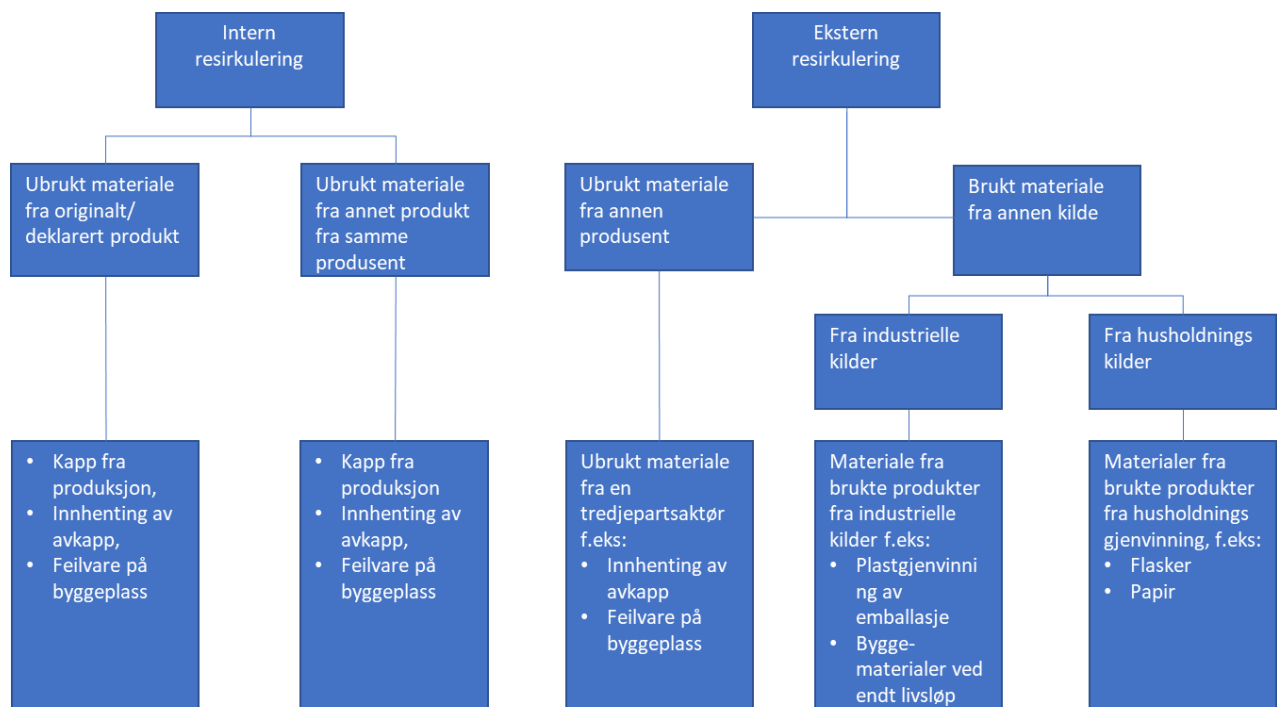 Intern
resirkulering
Ekstern
resirkulering
Ubrukt materiale
fra originalt/
deklarert produkt
Ubrukt materiale
fra annet produkt
fra samme
produsent
Ubrukt materiale
fra annen
produsent
Brukt materiale
fra annen kilde
Fra industrielle
kilder
Fra husholdnings
kilder
• Kapp fra
produksjon,
• Innhenting av
avkapp,
• Feilvare på
byggeplass
• Kapp fra
produksjon
• Innhenting av
avkapp,
• Feilvare på
byggeplass
Ubrukt materiale
fra en
tredjepartsaktør
f.eks:
• Innhenting av
avkapp
• Feilvare på
byggeplass
Materiale fra
brukte produkter
fra industrielle
kilder f.eks:
• Plastgjenvinni
ng av
emballasje
• Bygge-
materialer ved
endt livsløp
Materialer fra
brukte produkter
fra husholdnings
gjenvinning, f.eks:
• Flasker
• Papir